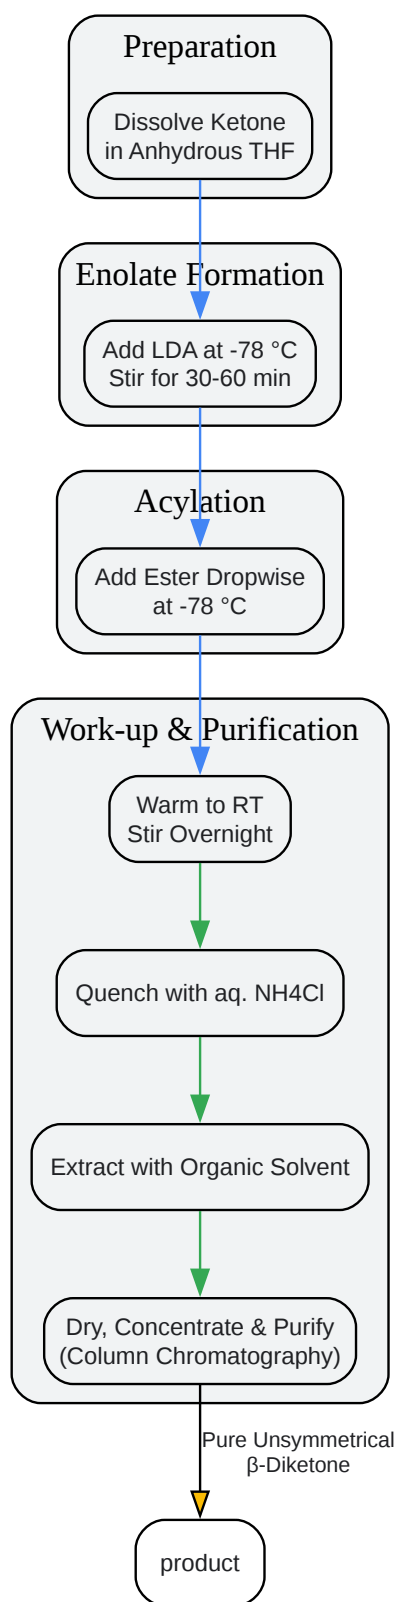 Preparation
Dissolve Ketone
in Anhydrous THF
Enolate Formation
Add LDA at -78 °C
Stir for 30-60 min
Acylation
Add Ester Dropwise
at -78 °C
Work-up & Purification
Warm to RT
Stir Overnight
Quench with aq. NH4Cl
Extract with Organic Solvent
Dry, Concentrate & Purify
(Column Chromatography)
Pure Unsymmetrical
β-Diketone
product